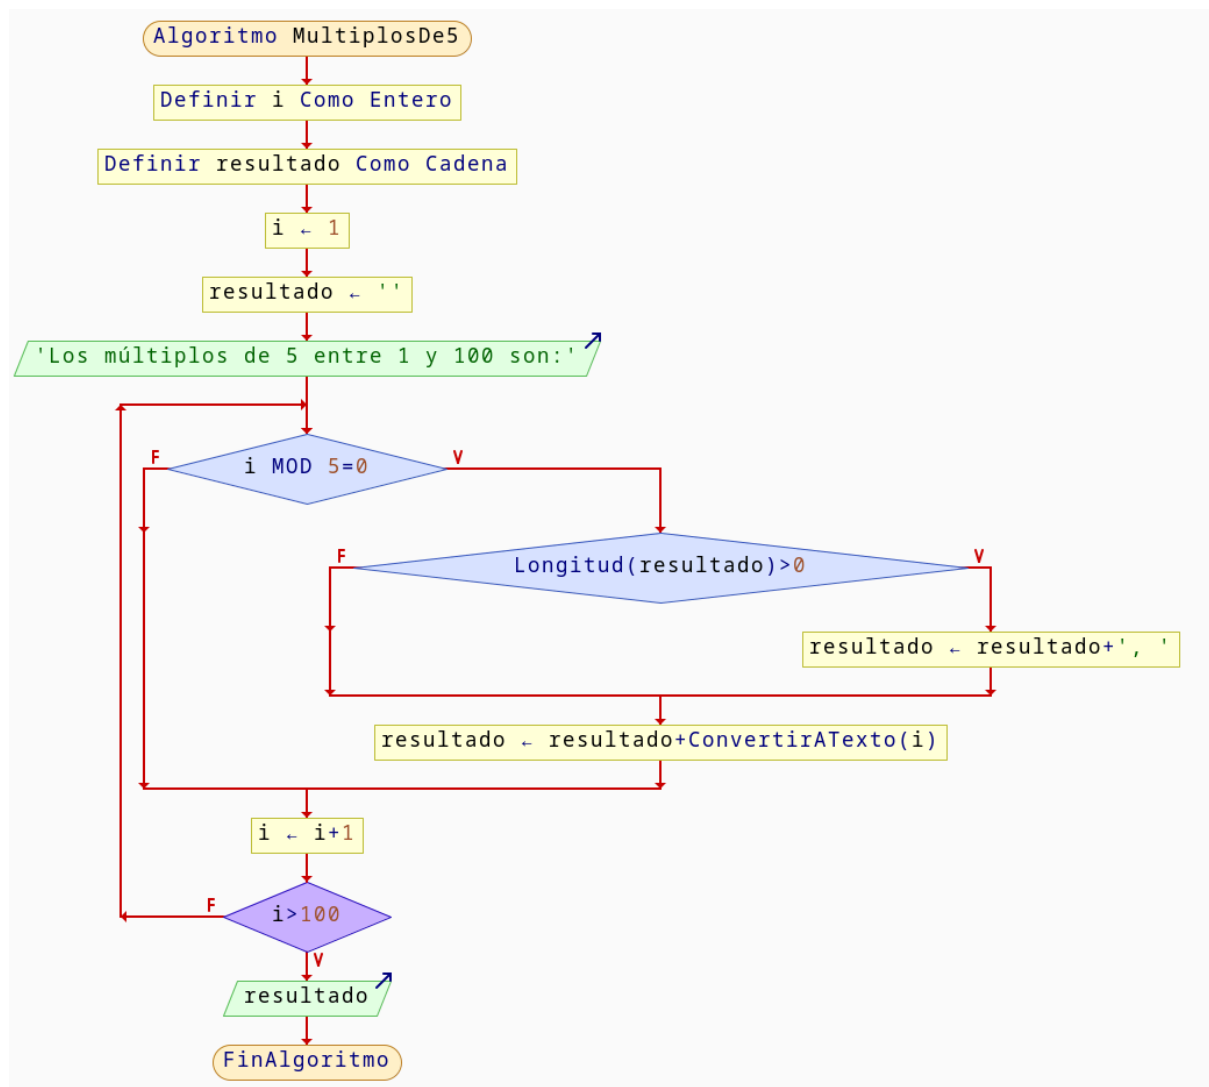 Algoritmo MultiplosDe5
Definir i Como Entero
Definir resultado Como Cadena
i ← 1
resultado ← ''
'Los múltiplos de 5 entre 1 y 100 son:'
F
i MOD 5=0
V
F
Longitud(resultado)>0
V
resultado ← resultado+', '
resultado ← resultado+ConvertirATexto(i)
i ← i+1
F
i>100
V
resultado
FinAlgoritmo